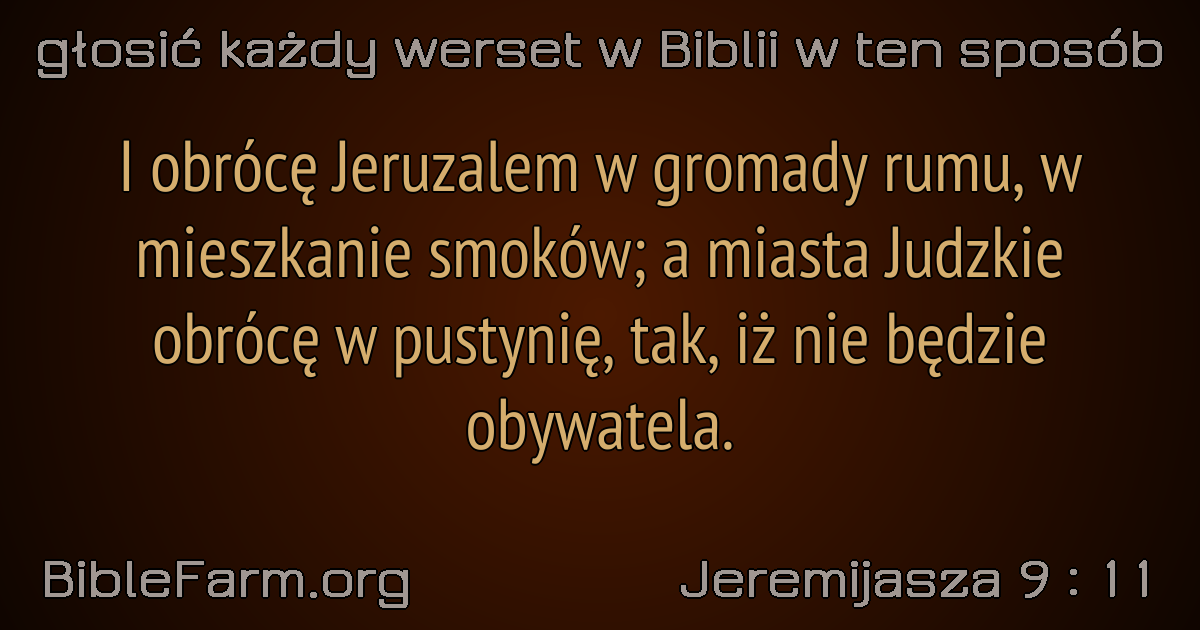 głosić każdy werset w Biblii w ten sposób
I obrócę Jeruzalem w gromady rumu, w
mieszkanie smoków; a miasta Judzkie
obrócę w pustynię, tak, iż nie będzie
obywatela.
BibleFarm.org
Jeremijasza 9 : 11